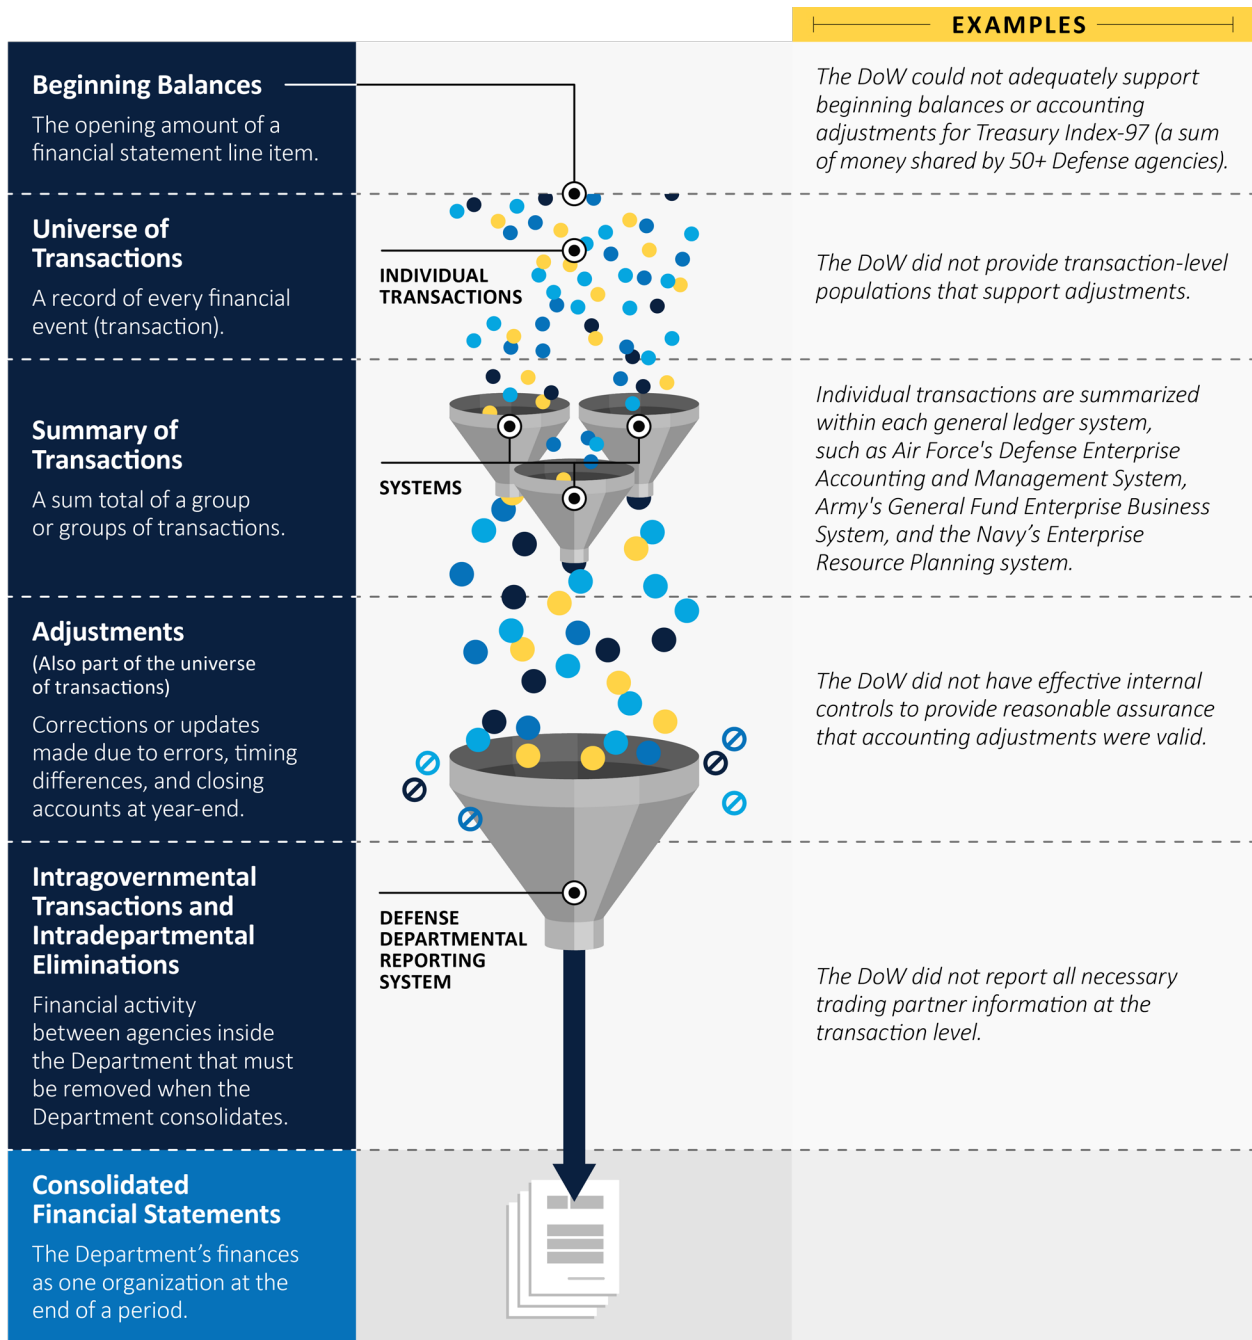 EXAMPLES
Beginning Balances
The opening amount of a
financial statement line item.
The DoW could not adequately support
beginning balances or accounting
adjustments for Treasury Index-97 (a sum
of money shared by 50+ Defense agencies).
Universe of
Transactions
A record of every financial
event (transaction).
INDIVIDUAL
TRANSACTIONS
The DoW did not provide transaction-level
populations that support adjustments.
Summary of
Transactions
A sum total of a group
or groups of transactions.
SYSTEMS
Individual transactions are summarized
within each general ledger system,
such as Air Force's Defense Enterprise
Accounting and Management System,
Army's General Fund Enterprise Business
System, and the Navy’s Enterprise
Resource Planning system.
Adjustments
(Also part of the universe
of transactions)
Corrections or updates
made due to errors, timing
differences, and closing
accounts at year-end.
The DoW did not have effective internal
controls to provide reasonable assurance
that accounting adjustments were valid.
Intragovernmental
Transactions and
Intradepartmental
Eliminations
Financial activity
between agencies inside
the Department that must
be removed when the
Department consolidates.
DEFENSE
DEPARTMENTAL
REPORTING
SYSTEM
The DoW did not report all necessary
trading partner information at the
transaction level.
Consolidated
Financial Statements
The Department’s finances
as one organization at the
end of a period.